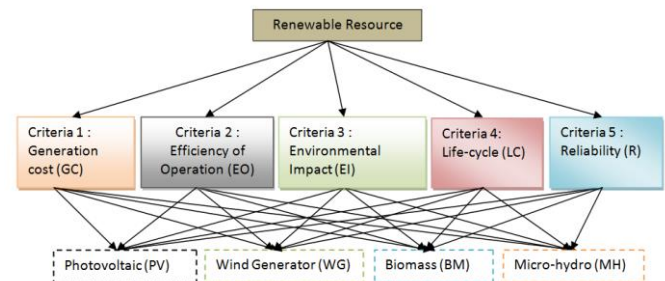 Renewable Resource
Criteria 1 :
Generation
cost (GC)
Criteria 2 :
Efficiency of
Operation (EO)
Criteria 3 :
Environmental
Impact (EI)
Criteria 4:
Life-cycle (LC)
Criteria 5 :
Reliability (R)
Photovoltaic (PV)
Wind Generator (WG)
Biomass (BM)
Micro-hydro (MH)